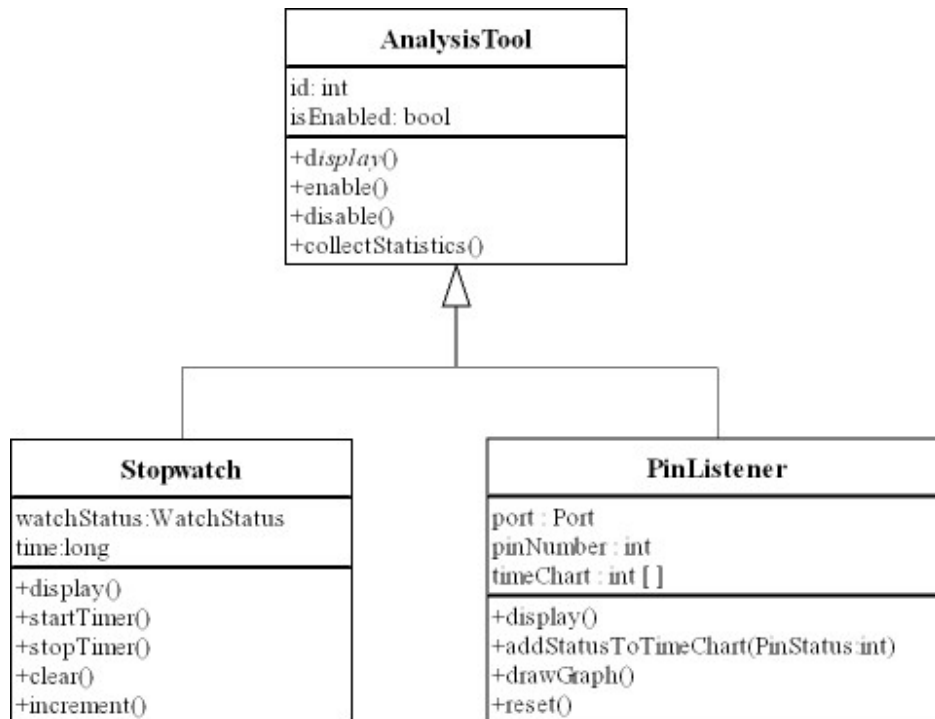 AnalysisTool
id: int
isEnabled: bool
+display()
+enable()
+disable()
+collectStatistics()
Stopwatch
watchStatus:WatchStatus
time:long
+display()
+startTimer()
+stopTimer()
+clear()
+increment()
PinListener
port : Port
pinNumber : int
timeChart : int [ ]
+display()
+addStatusToTimeChart(PinStatus:int)
+drawGraph()
+reset()